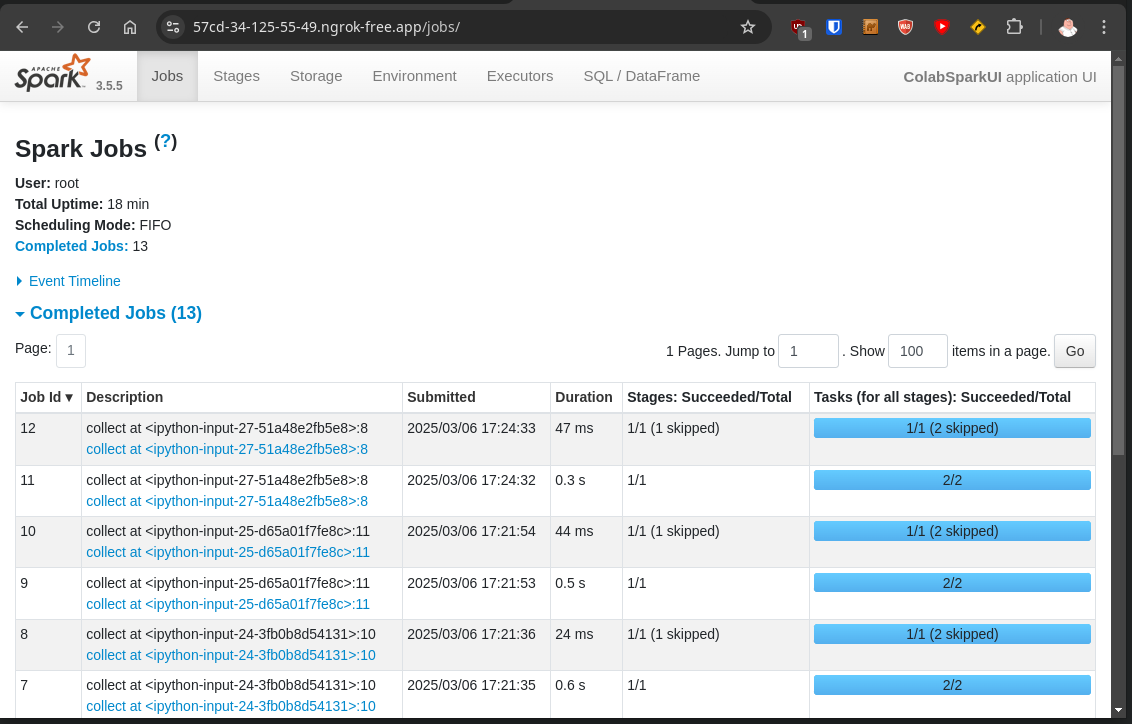 57cd-34-125-55-49.ngrok-free.app/jobs/
1
APACHE
Spark 3.5.5
Jobs Stages Storage Environment Executors SQL / DataFrame ColabSparkUI application UI
Spark Jobs (?)
User: root
Total Uptime: 18 min
Scheduling Mode: FIFO
Completed Jobs: 13
Event Timeline
Completed Jobs (13)
Page: 1 1 Pages. Jump to 1 . Show 100 items in a page. Go
Job Id ▾ Description Submitted Duration Stages: Succeeded/Total Tasks (for all stages): Succeeded/Total
12 collect at <ipython-input-27-51a48e2fb5e8>:8 2025/03/06 17:24:33 47 ms 1/1 (1 skipped) 1/1 (2 skipped)
collect at <ipython-input-27-51a48e2fb5e8>:8
11 collect at <ipython-input-27-51a48e2fb5e8>:8 2025/03/06 17:24:32 0.3 s 1/1 2/2
collect at <ipython-input-27-51a48e2fb5e8>:8
10 collect at <ipython-input-25-d65a01f7fe8c>:11 2025/03/06 17:21:54 44 ms 1/1 (1 skipped) 1/1 (2 skipped)
collect at <ipython-input-25-d65a01f7fe8c>:11
9 collect at <ipython-input-25-d65a01f7fe8c>:11 2025/03/06 17:21:53 0.5 s 1/1 2/2
collect at <ipython-input-25-d65a01f7fe8c>:11
8 collect at <ipython-input-24-3fb0b8d54131>:10 2025/03/06 17:21:36 24 ms 1/1 (1 skipped) 1/1 (2 skipped)
collect at <ipython-input-24-3fb0b8d54131>:10
7 collect at <ipython-input-24-3fb0b8d54131>:10 2025/03/06 17:21:35 0.6 s 1/1 2/2
collect at <ipython-input-24-3fb0b8d54131>:10